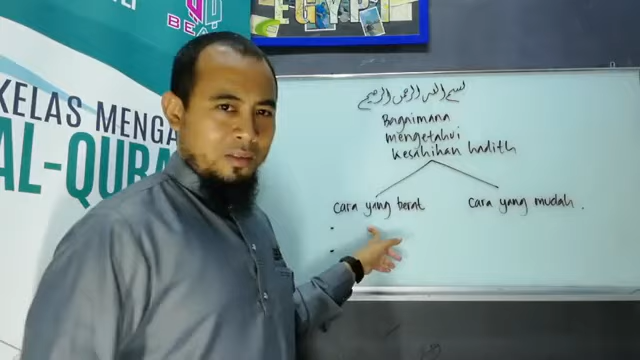 KELAS MENGA
AL-QURA
BE
EGYPT
بسم الله الرحمن الرحيم
Bagaimana
mengetahui
kesahihan hadith
Cara yang berat
Cara yang mudah.